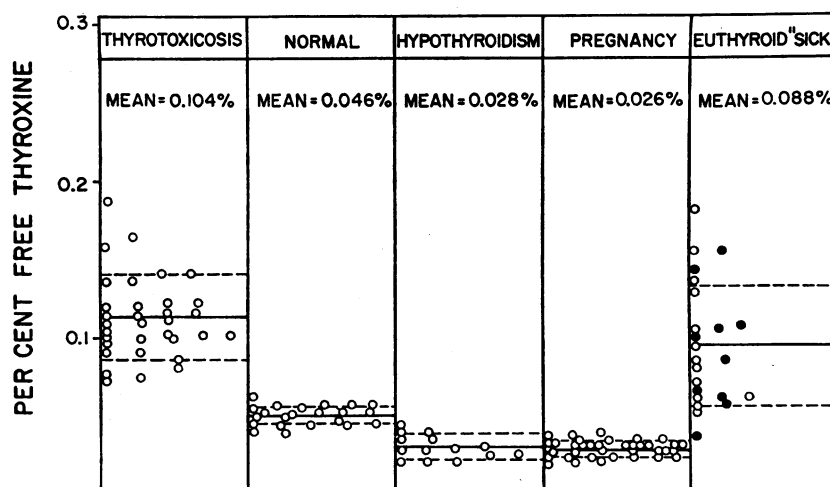 0.3
THYROTOXICOSIS NORMAL HYPOTHYROIDISM PREGNANCY EUTHYROID"SICK
MEAN=0.104% MEAN=0.046% MEAN=0.028% MEAN=0.026% MEAN=0.088%
0.2
0.1
PER CENT FREE THYROXINE